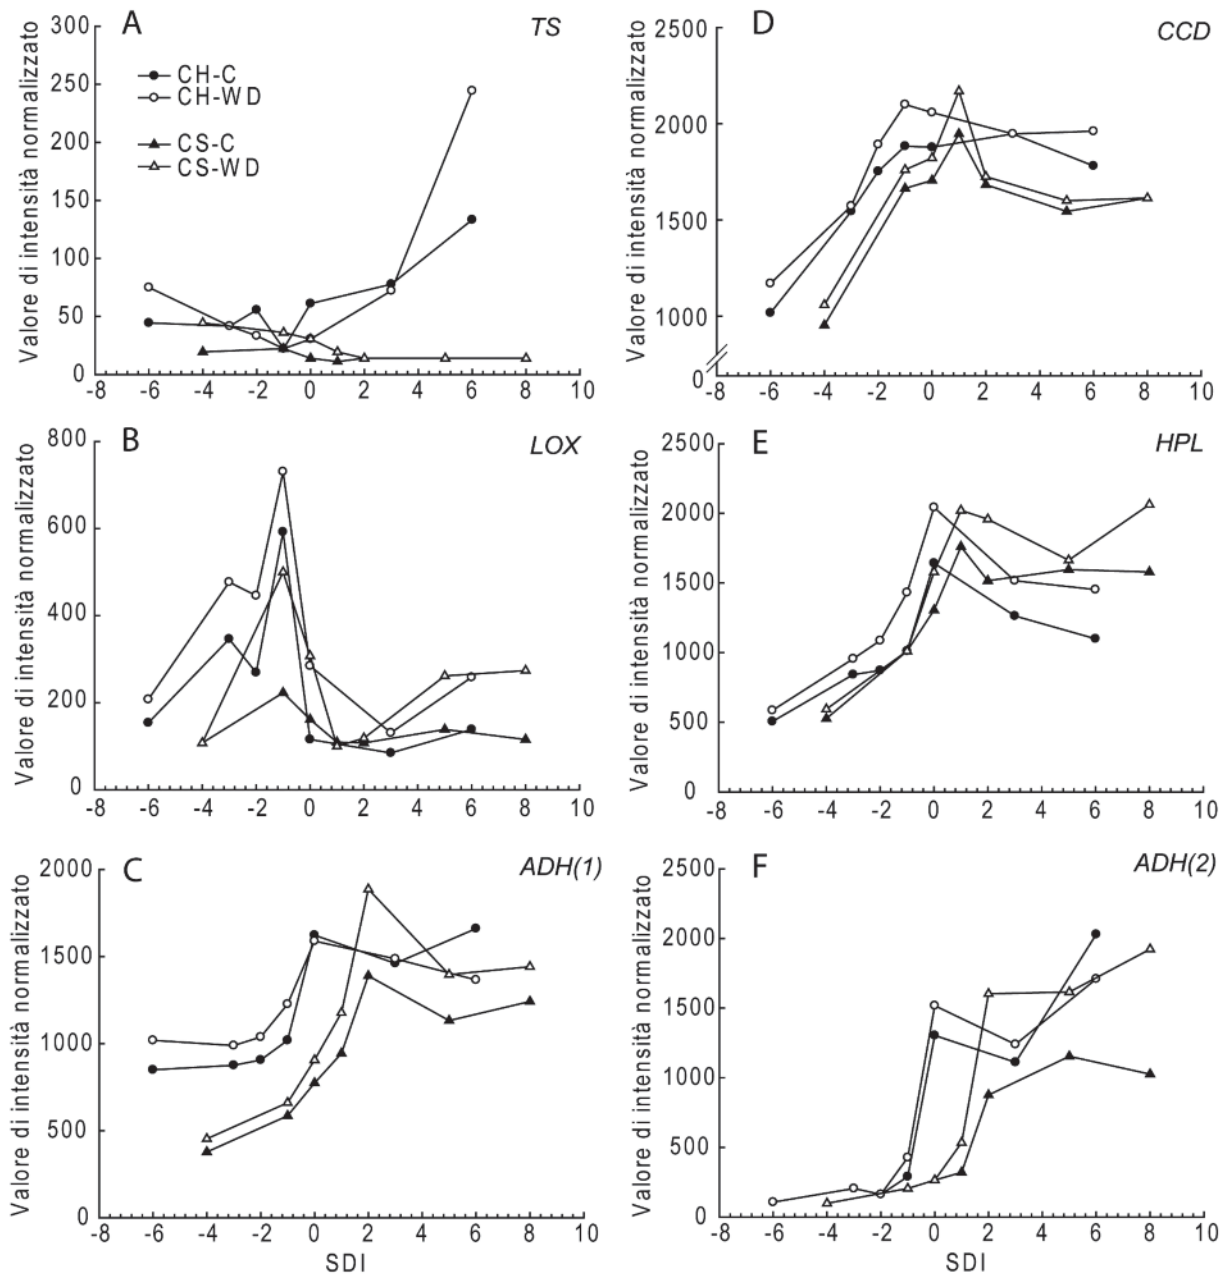 A
TS
Valore di intensità normalizzato
300
250
200
150
100
50
0
CH-C
CH-WD
CS-C
CS-WD
-8 -6 -4 -2 0 2 4 6 8 10
D
CCD
Valore di intensità normalizzato
2500
2000
1500
1000
0
-8 -6 -4 -2 0 2 4 6 8 10
B
LOX
Valore di intensità normalizzato
800
600
400
200
0
-8 -6 -4 -2 0 2 4 6 8 10
E
HPL
Valore di intensità normalizzato
2500
2000
1500
1000
500
0
-8 -6 -4 -2 0 2 4 6 8 10
C
ADH(1)
Valore di intensità normalizzato
2000
1500
1000
500
0
-8 -6 -4 -2 0 2 4 6 8 10
SDI
F
ADH(2)
Valore di intensità normalizzato
2500
2000
1500
1000
500
0
-8 -6 -4 -2 0 2 4 6 8 10
SDI